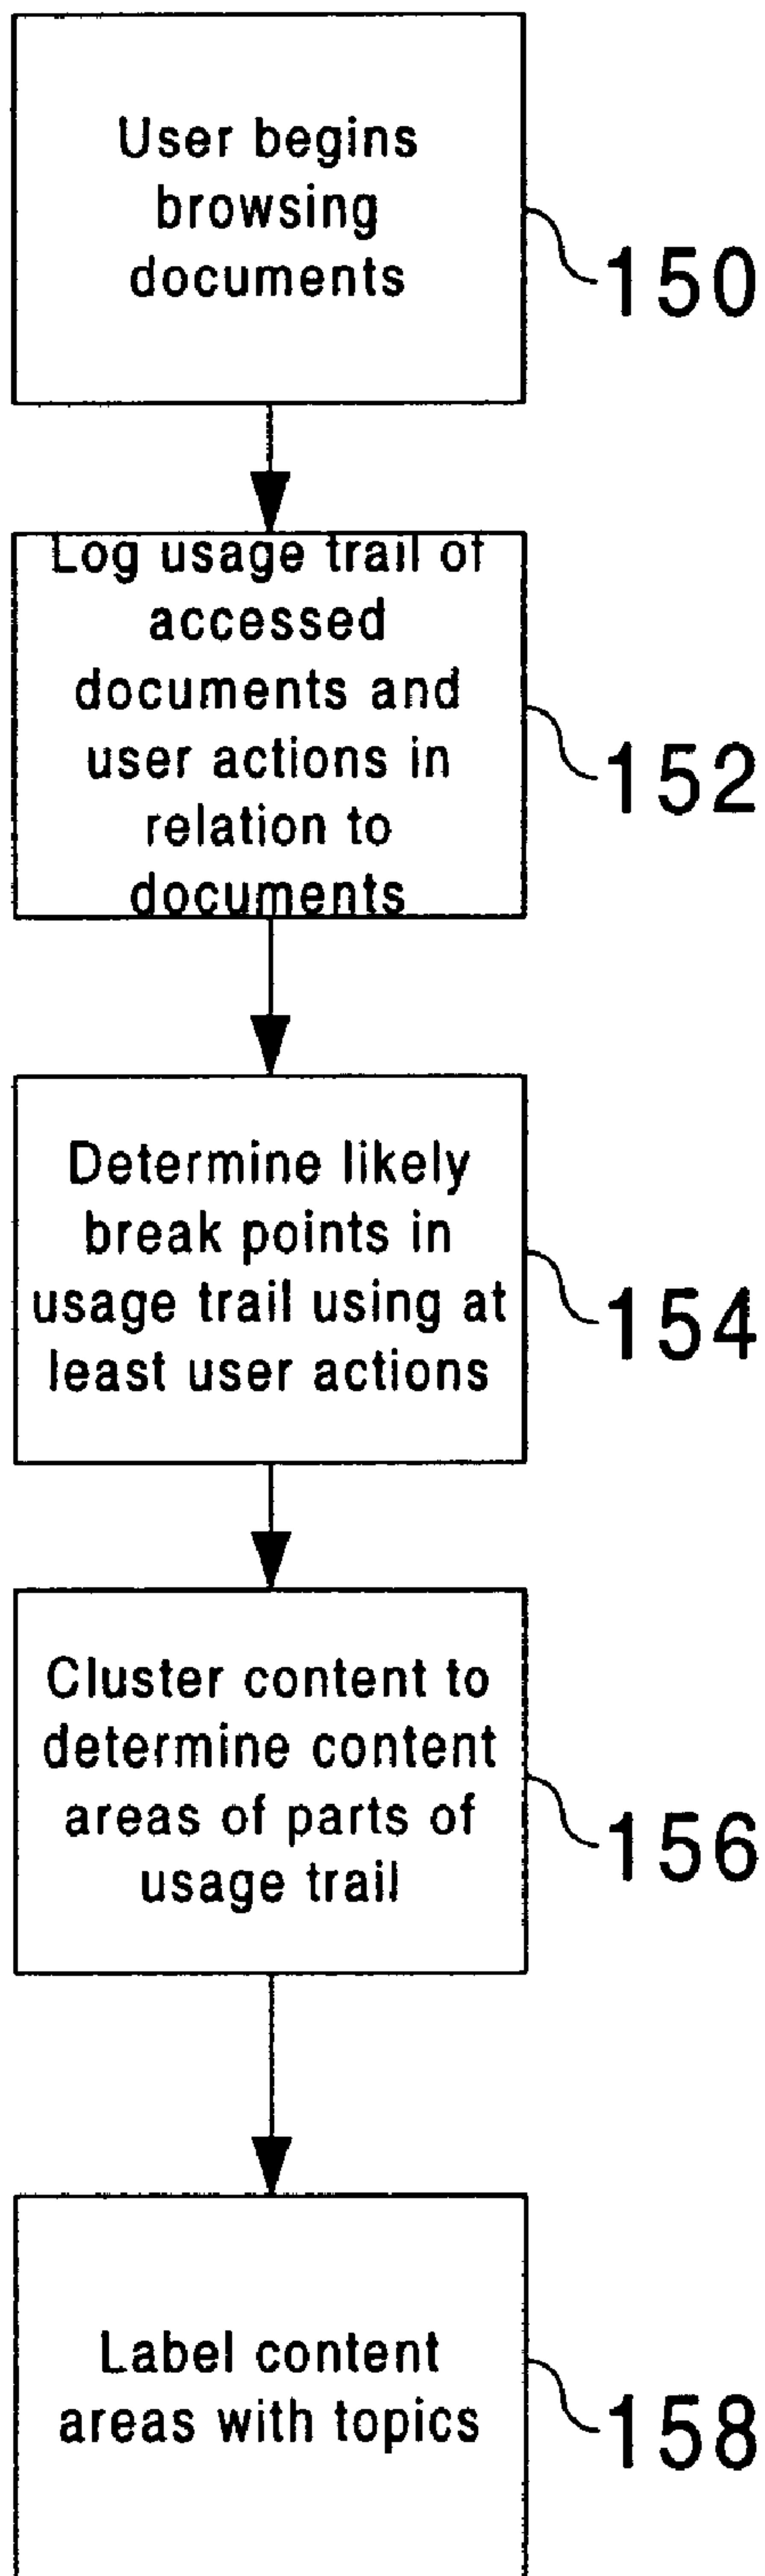 User begins
browsing
documents
150
Log usage trail of
accessed
documents and
user actions in
relation to
documents
152
Determine likely
break points in
usage trail using at
least user actions
154
Cluster content to
determine content
areas of parts of
usage trail
156
Label content
areas with topics
158